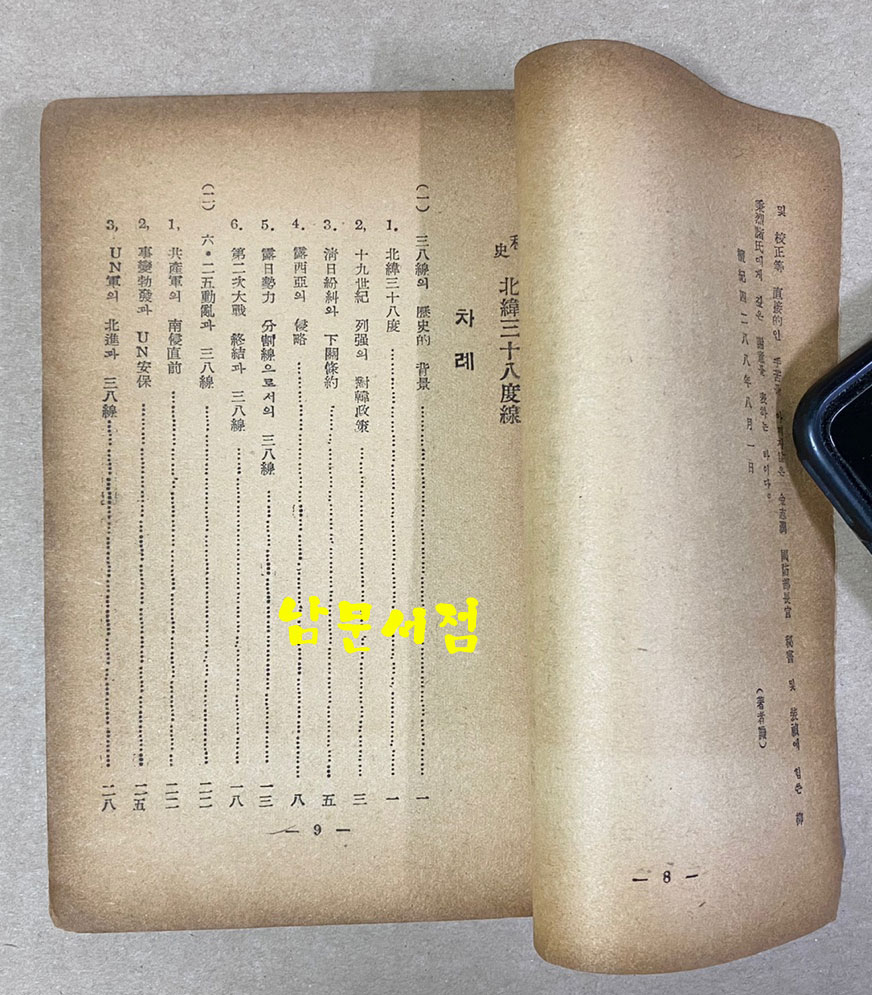 및 校正等 直接的인
秉烈諸氏에게 깊은 謝意를 表하는 바이다。
檀紀四二八八年八月一日
(著者識)
— 8 —
史 北緯三十八度線
차례
(一) 三八線의 歷史的 背景 一
1. 北緯三十八度 一
2, 十九世紀 列强의 對韓政策 三
3. 淸日紛糾와 下關條約 五
4. 露西亞의 侵略 八
5. 露日勢力 分割線으로서의 三八線 一三
6. 第二次大戰 終結과 三八線 一八
(二) 六•二五動亂과 三八線 二二
1, 共產軍의 南侵直前 二二
2, 事變勃發과 UN安保 二五
3, UN軍의 北進과 三八線 二八
— 9 —
남문서점